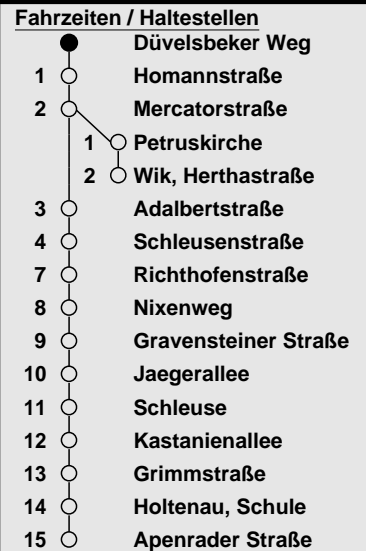 Fahrzeiten / Haltestellen
Düvelsbeker Weg
1 Homannstraße
2 Mercatorstraße
1 Petruskirche
2 Wik, Herthastraße
3 Adalbertstraße
4 Schleusenstraße
7 Richthofenstraße
8 Nixenweg
9 Gravensteiner Straße
10 Jaegerallee
11 Schleuse
12 Kastanienallee
13 Grimmstraße
14 Holtenau, Schule
15 Apenrader Straße